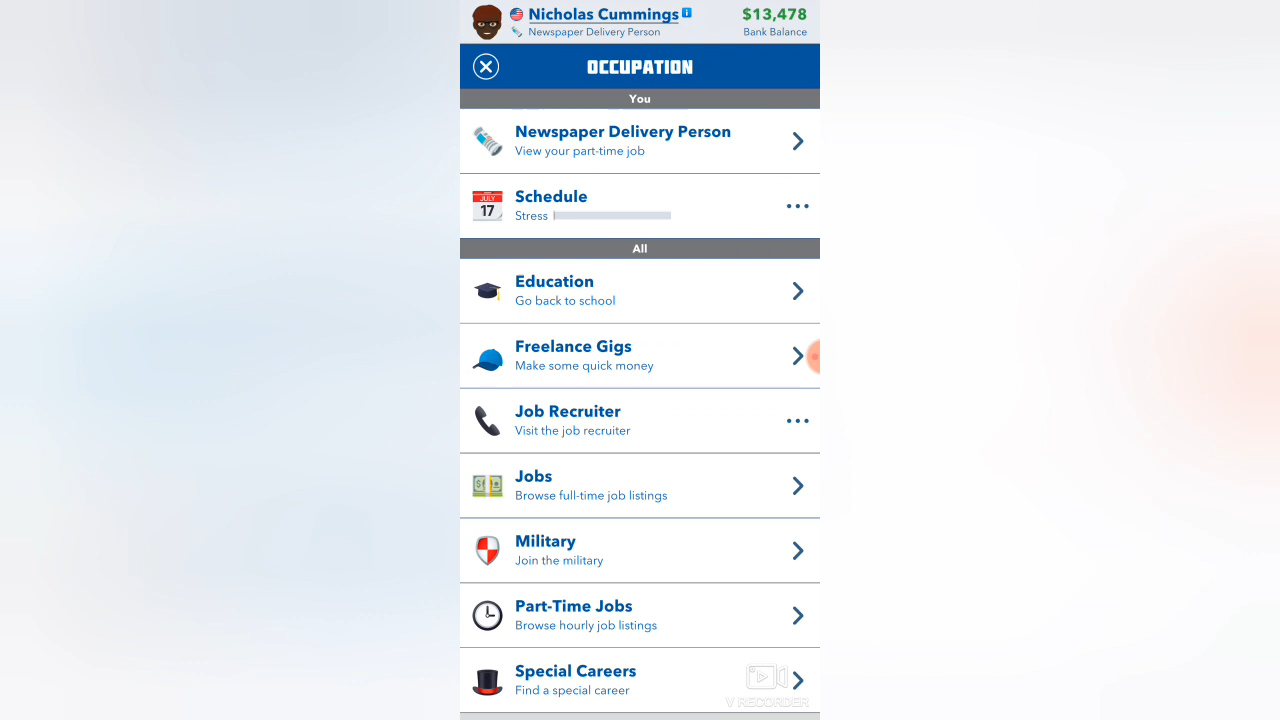 Nicholas Cummings
$13,478
Newspaper Delivery Person
Bank Balance
OCCUPATION
You
Newspaper Delivery Person
View your part-time job
JULY
17
Schedule
Stress
All
Education
Go back to school
Freelance Gigs
Make some quick money
Job Recruiter
Visit the job recruiter
Jobs
Browse full-time job listings
Military
Join the military
Part-Time Jobs
Browse hourly job listings
Special Careers
Find a special career
V RECORDER